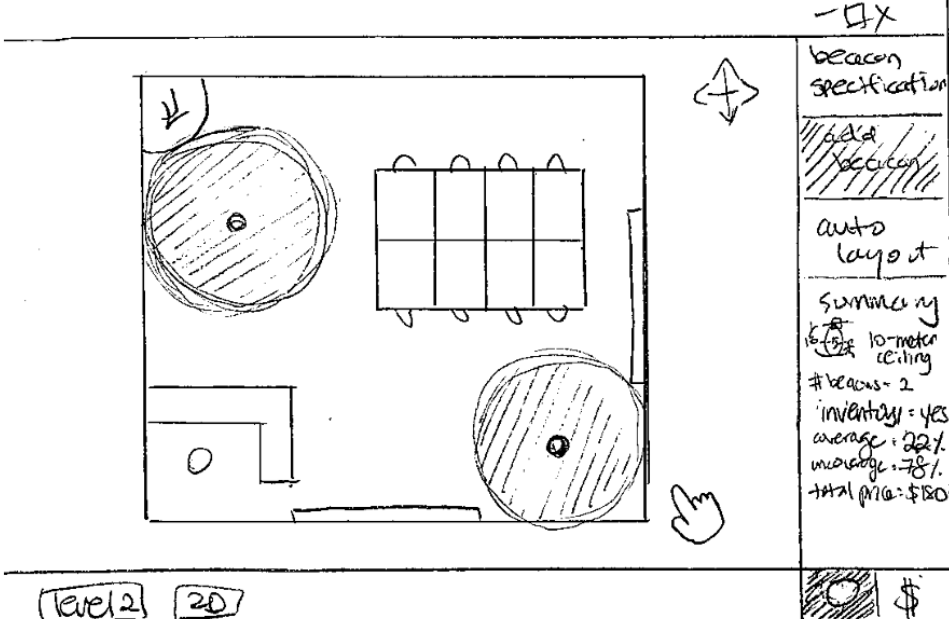 beacon
specification
add
beacon
auto
layout
summary
10-meter
ceiling
# beacons = 2
inventory = yes
coverage = 22%
uncoverage = 78%
total price = $180
level 2 2D
$